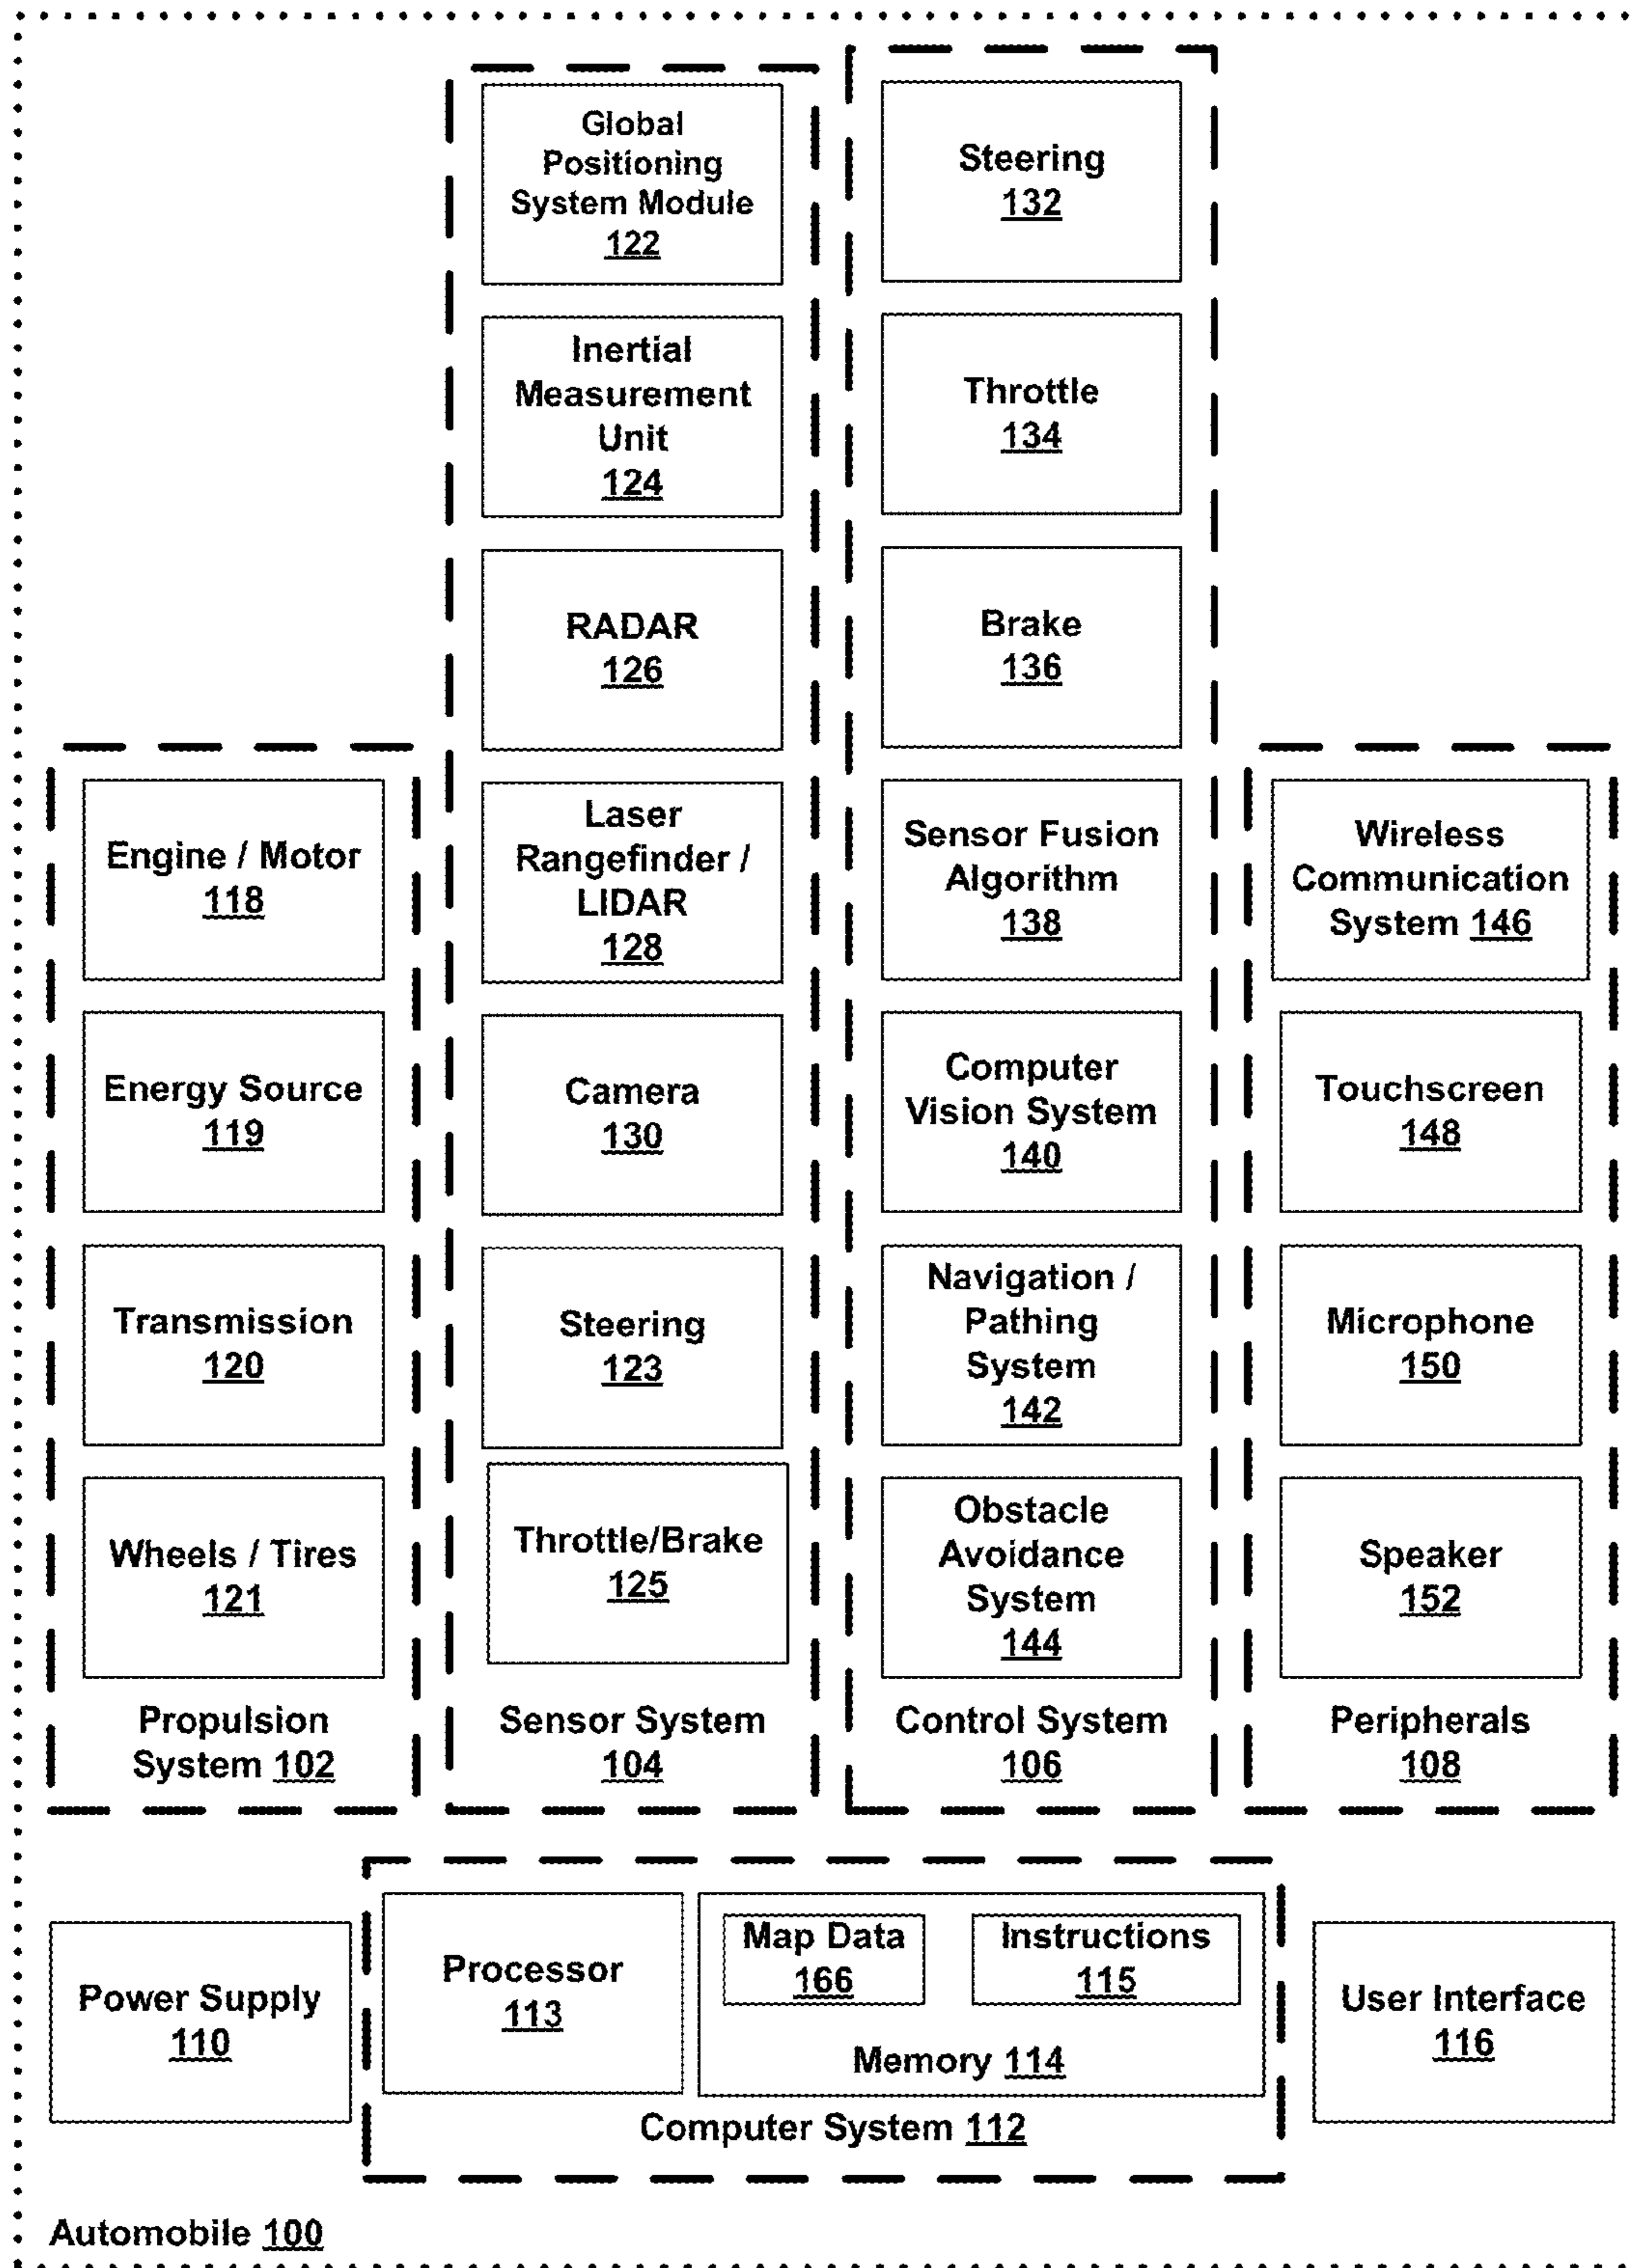 Global
Positioning
System Module
122
Inertial
Measurement
Unit
124
RADAR
126
Laser
Rangefinder /
LIDAR
128
Camera
130
Steering
123
Throttle/Brake
125
Sensor System
104
Steering
132
Throttle
134
Brake
136
Sensor Fusion
Algorithm
138
Computer
Vision System
140
Navigation /
Pathing
System
142
Obstacle
Avoidance
System
144
Control System
106
Engine / Motor
118
Energy Source
119
Transmission
120
Wheels / Tires
121
Propulsion
System 102
Wireless
Communication
System 146
Touchscreen
148
Microphone
150
Speaker
152
Peripherals
108
Power Supply
110
Processor
113
Map Data
166
Instructions
115
Memory 114
Computer System 112
User Interface
116
Automobile 100